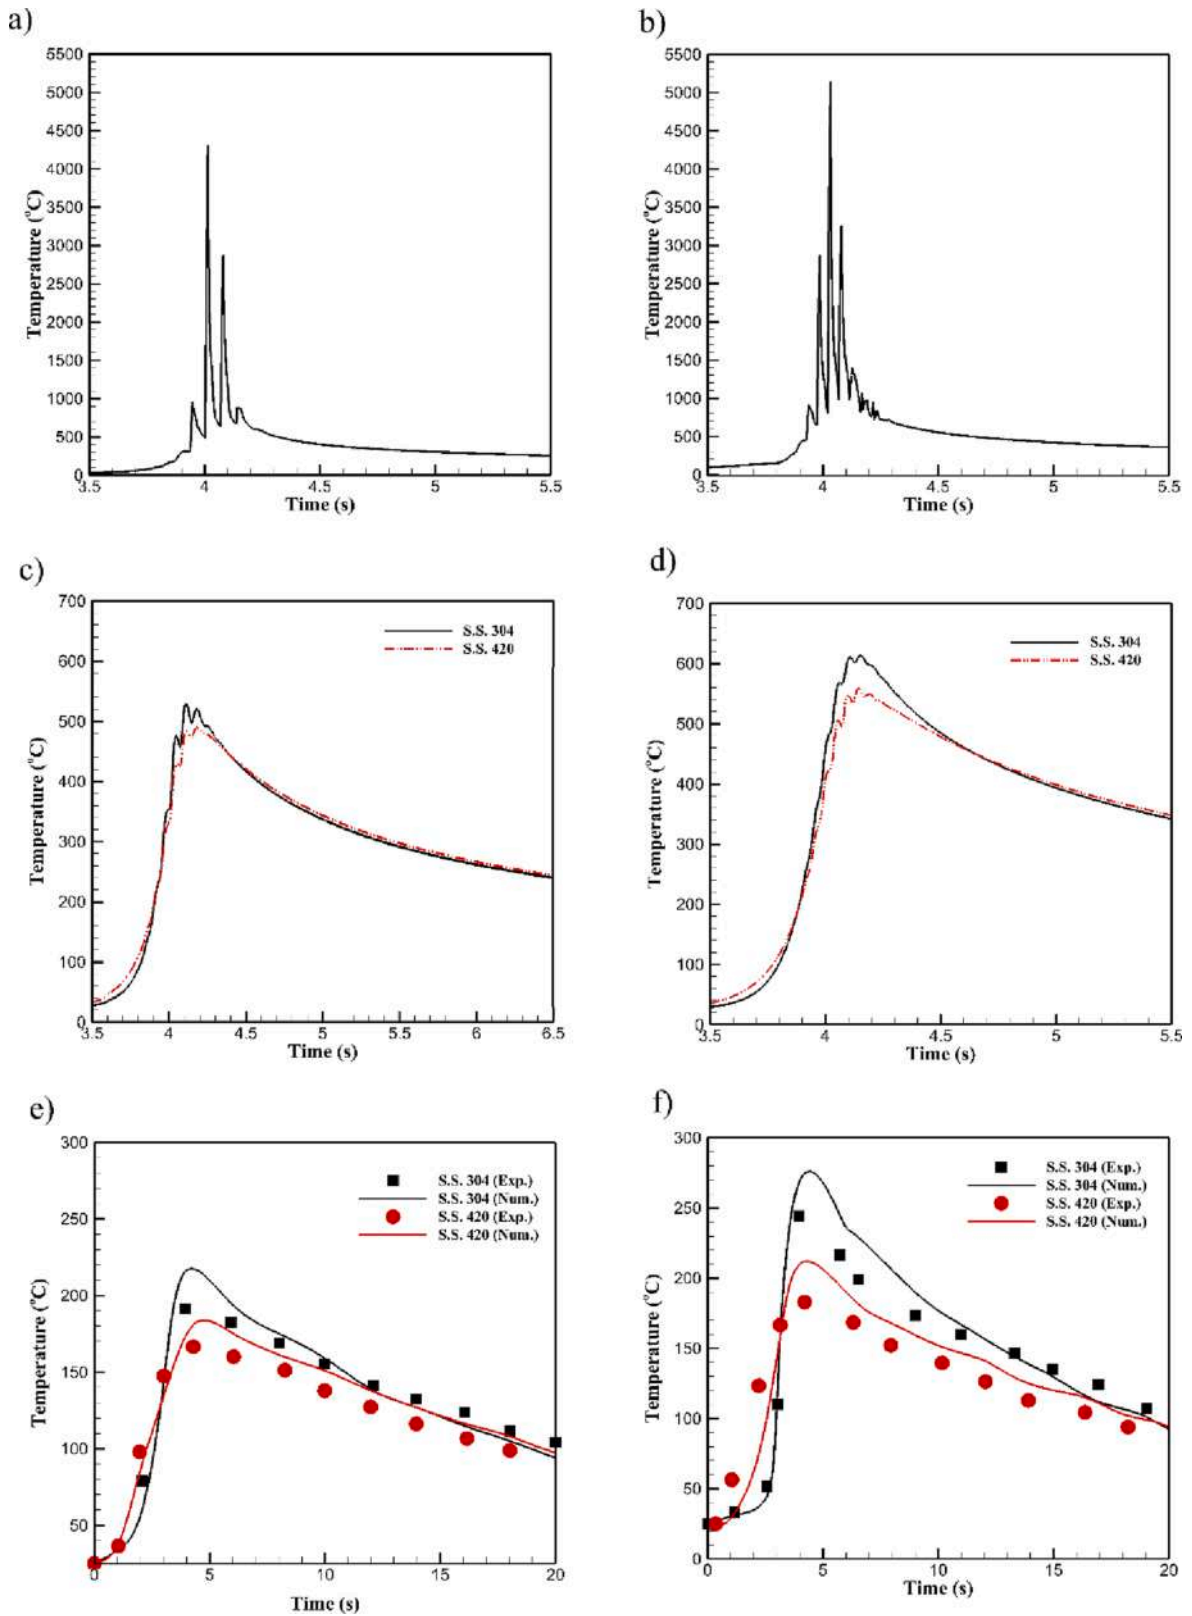 a)
5500
5000
4500
4000
3500
3000
2500
2000
1500
1000
500
0
Temperature (°C)
3.5 4 4.5 5 5.5
Time (s)
b)
5500
5000
4500
4000
3500
3000
2500
2000
1500
1000
500
0
Temperature (°C)
3.5 4 4.5 5 5.5
Time (s)
c)
700
600
500
400
300
200
100
0
Temperature (°C)
S.S. 304
S.S. 420
3.5 4 4.5 5 5.5 6 6.5
Time (s)
d)
700
600
500
400
300
200
100
0
Temperature (°C)
S.S. 304
S.S. 420
3.5 4 4.5 5 5.5
Time (s)
e)
300
250
200
150
100
50
Temperature (°C)
S.S. 304 (Exp.)
S.S. 304 (Num.)
S.S. 420 (Exp.)
S.S. 420 (Num.)
0 5 10 15 20
Time (s)
f)
300
250
200
150
100
50
0
Temperature (°C)
S.S. 304 (Exp.)
S.S. 304 (Num.)
S.S. 420 (Exp.)
S.S. 420 (Num.)
0 5 10 15 20
Time (s)